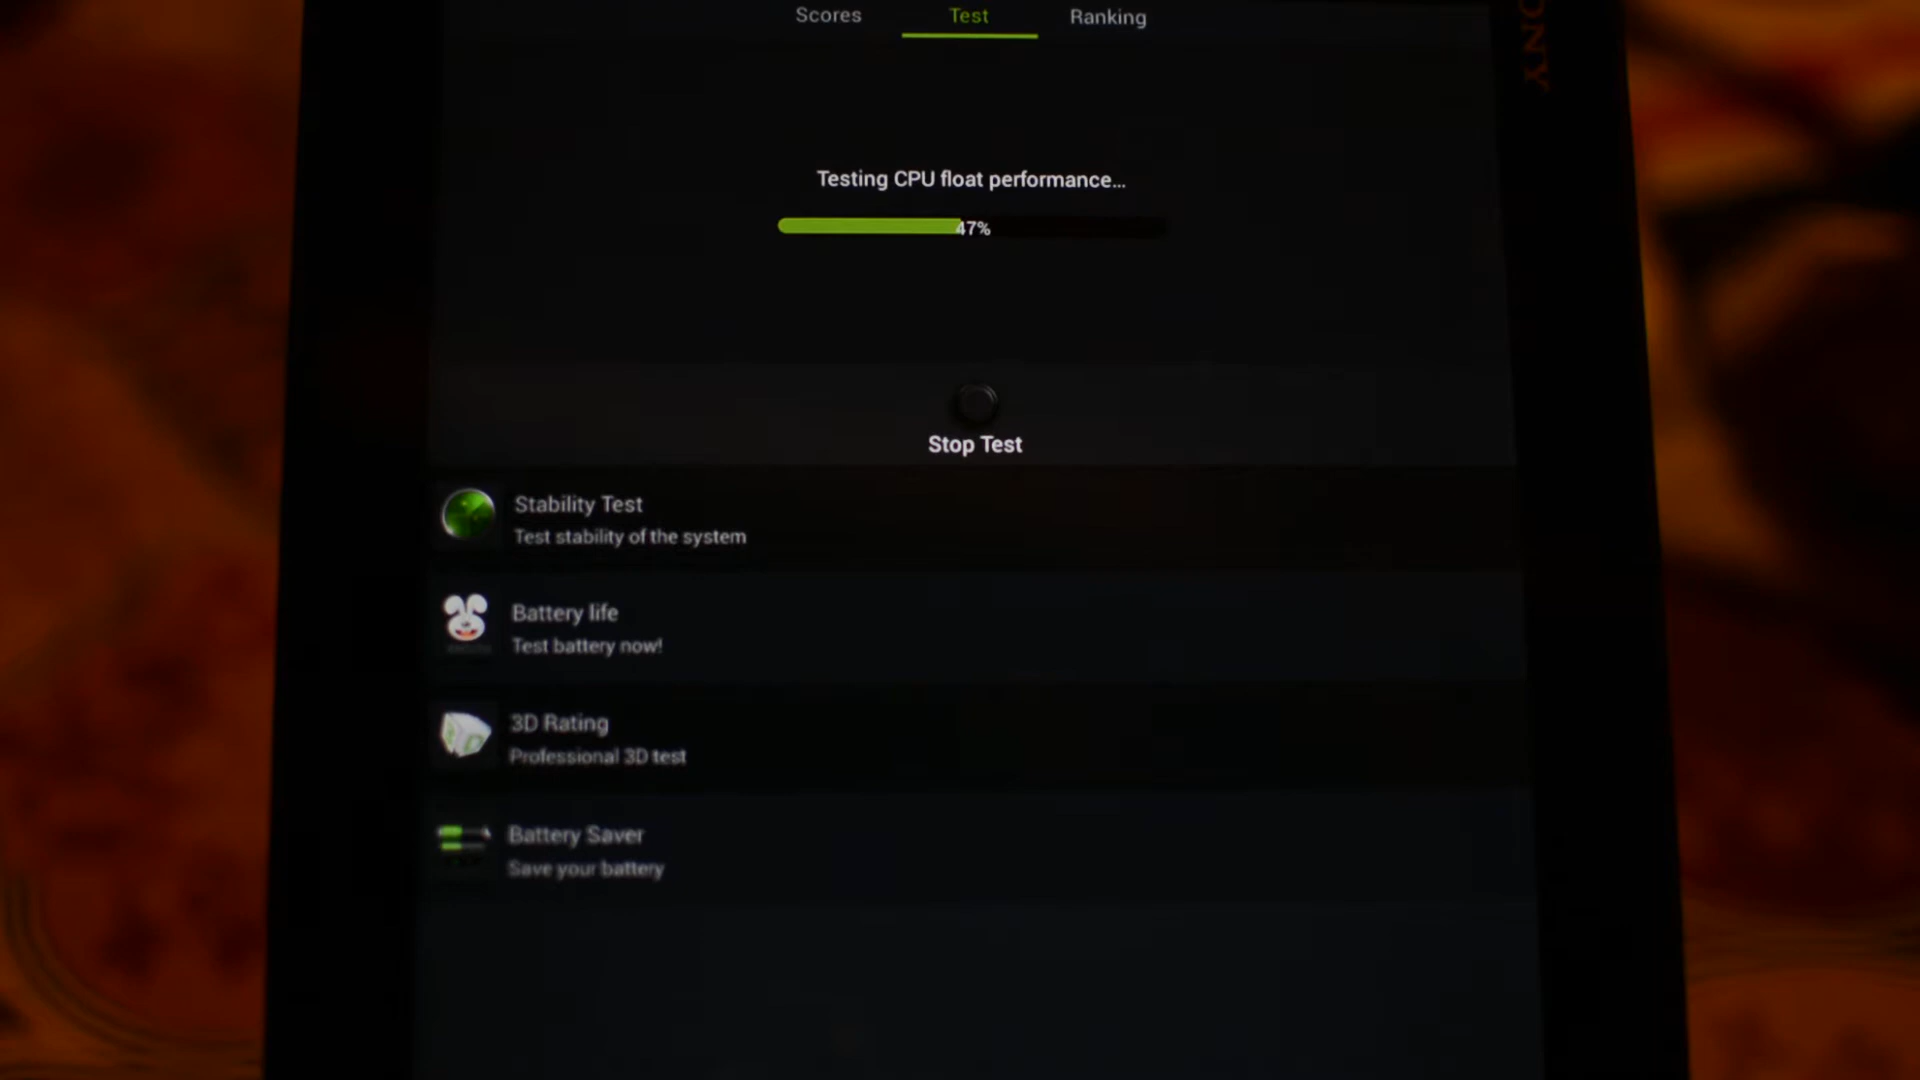 Scores Test Ranking
SONY
Testing CPU float performance...
47%
Stop Test
Stability Test
Test stability of the system
Battery life
Test battery now!
3D Rating
Professional 3D test
Battery Saver
Save your battery